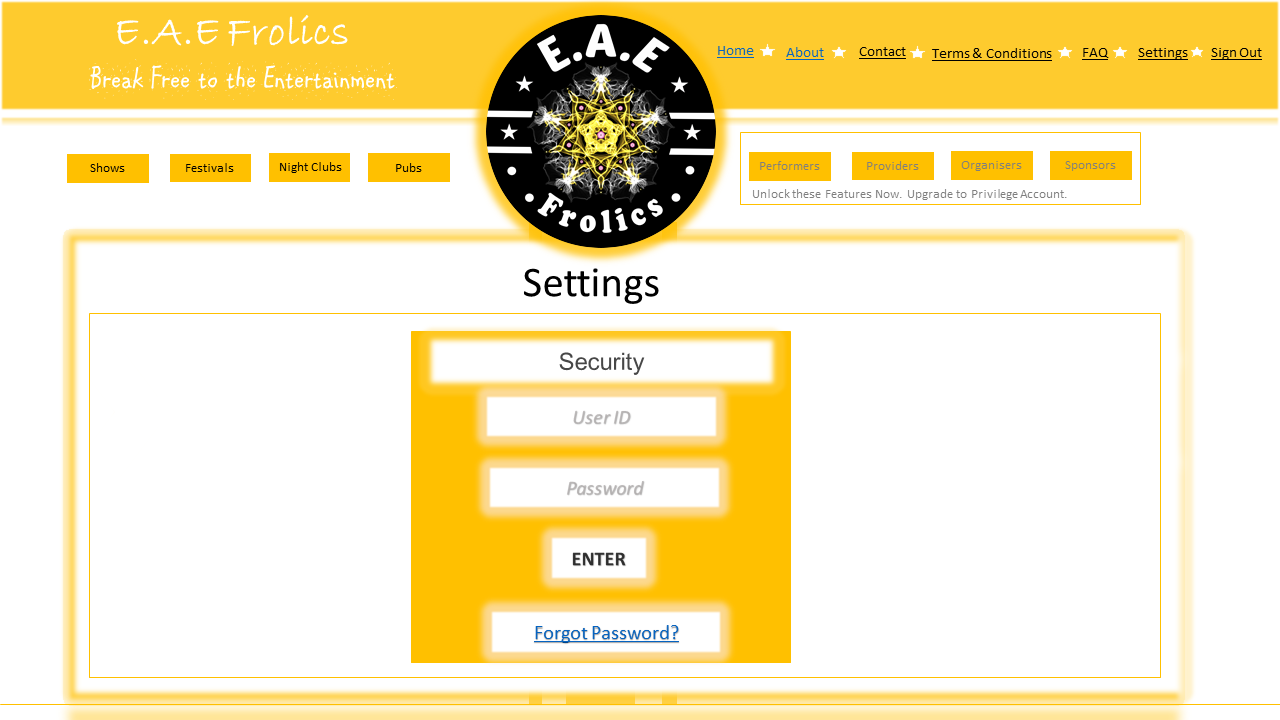 E.A.E Frolics
Break Free to the Entertainment
E.A.E
Frolics
Home About Contact Terms & Conditions FAQ Settings Sign Out
Shows Festivals Night Clubs Pubs
Performers Providers Organisers Sponsors
Unlock these Features Now. Upgrade to Privilege Account.
Settings
Security
User ID
Password
ENTER
Forgot Password?